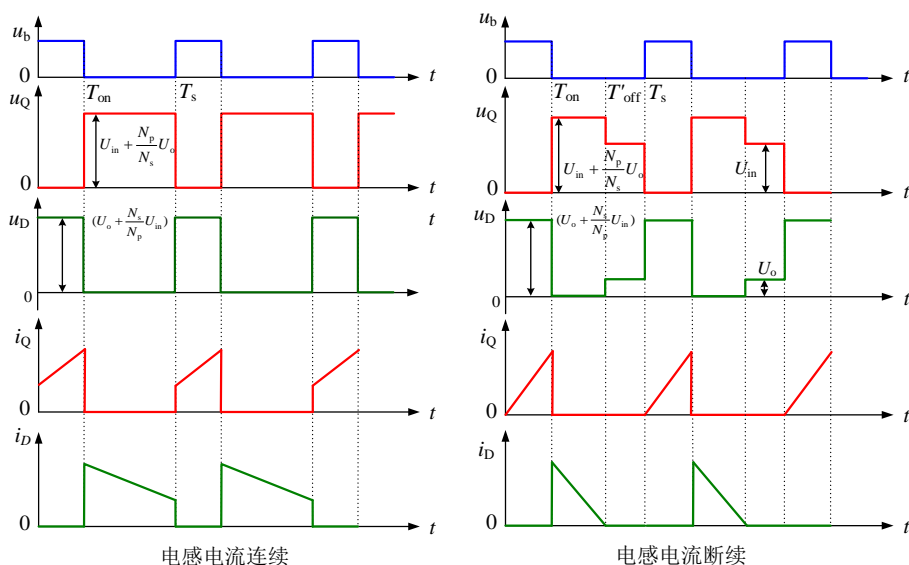 u_b
0
t
T_on T_s
u_Q
U_in + N_p/N_s U_o
0
t
u_D
(U_o + N_s/N_p U_in)
0
t
i_Q
0
t
i_D
0
t
电感电流连续
u_b
0
t
T_on T'_off T_s
u_Q
U_in + N_p/N_s U_o
U_in
0
t
u_D
(U_o + N_s/N_p U_in)
U_o
0
t
i_Q
0
t
i_D
0
t
电感电流断续